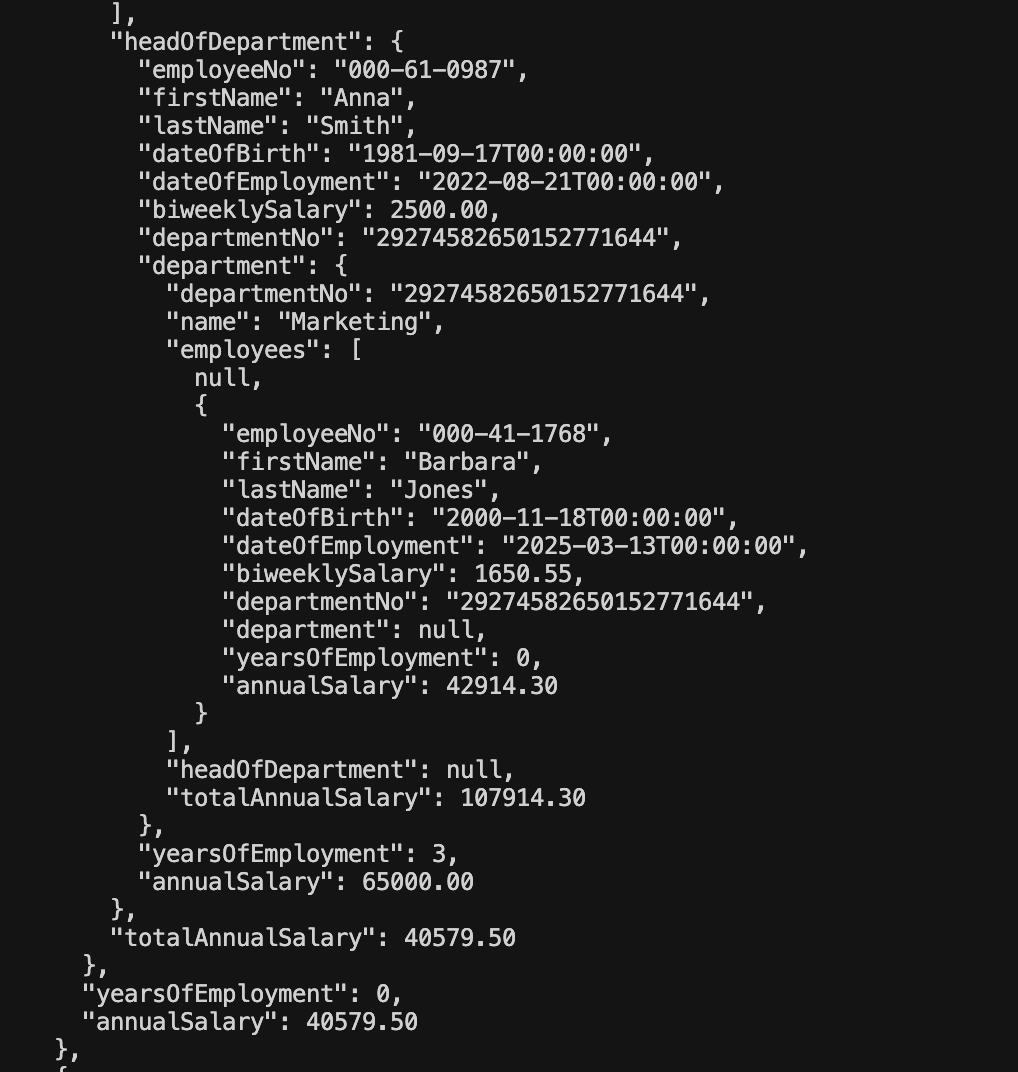 ],
"headOfDepartment": {
"employeeNo": "000-61-0987",
"firstName": "Anna",
"lastName": "Smith",
"dateOfBirth": "1981-09-17T00:00:00",
"dateOfEmployment": "2022-08-21T00:00:00",
"biweeklySalary": 2500.00,
"departmentNo": "29274582650152771644",
"department": {
"departmentNo": "29274582650152771644",
"name": "Marketing",
"employees": [
null,
{
"employeeNo": "000-41-1768",
"firstName": "Barbara",
"lastName": "Jones",
"dateOfBirth": "2000-11-18T00:00:00",
"dateOfEmployment": "2025-03-13T00:00:00",
"biweeklySalary": 1650.55,
"departmentNo": "29274582650152771644",
"department": null,
"yearsOfEmployment": 0,
"annualSalary": 42914.30
}
],
"headOfDepartment": null,
"totalAnnualSalary": 107914.30
},
"yearsOfEmployment": 3,
"annualSalary": 65000.00
},
"totalAnnualSalary": 40579.50
},
"yearsOfEmployment": 0,
"annualSalary": 40579.50
},
{